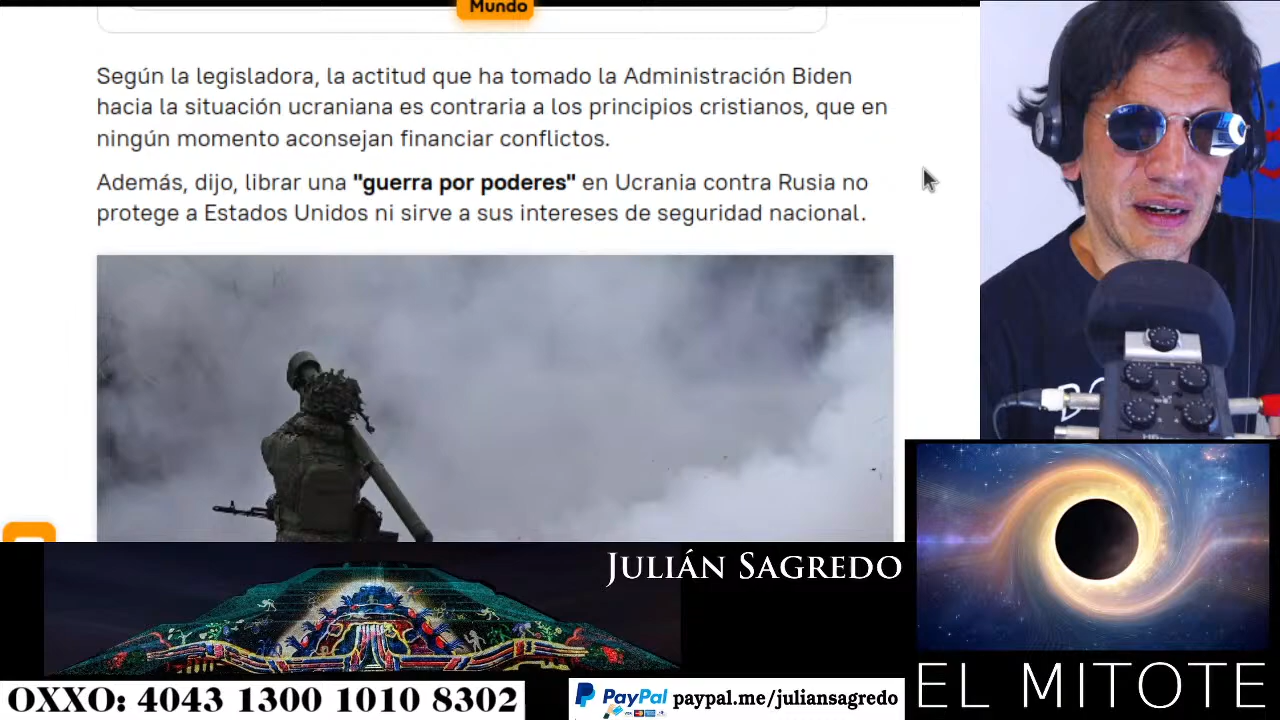 Mundo
Según la legisladora, la actitud que ha tomado la Administración Biden
hacia la situación ucraniana es contraria a los principios cristianos, que en
ningún momento aconsejan financiar conflictos.
Además, dijo, librar una "guerra por poderes" en Ucrania contra Rusia no
protege a Estados Unidos ni sirve a sus intereses de seguridad nacional.
JULIÁN SAGREDO
EL MITOTE
OXXO: 4043 1300 1010 8302
PayPal paypal.me/juliansagredo